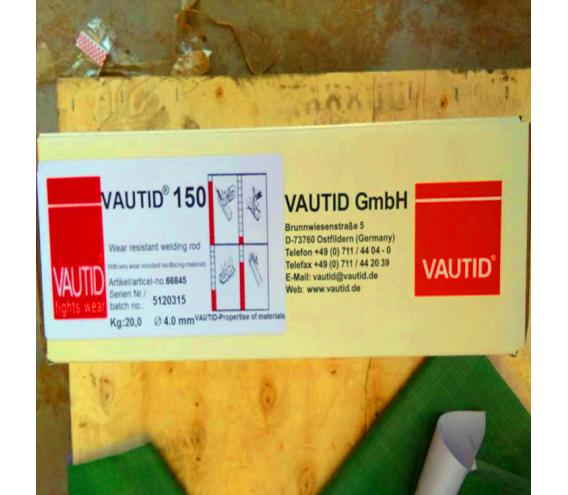 VAUTID® 150
Wear resistant welding rod
With very wear resistant hardfacing materials
Artikel/articel-no:66845
Serien Nr./
batch no.: 5120315
Kg:20,0 Ø 4.0 mm
VAUTID-Propertise of materials
VAUTID
fights wear
VAUTID GmbH
Brunnwiesenstraße 5
D-73760 Ostfildern (Germany)
Telefon +49 (0) 711 / 44 04 - 0
Telefax +49 (0) 711 / 44 20 39
E-Mail: vautid@vautid.de
Web: www.vautid.de
VAUTID®